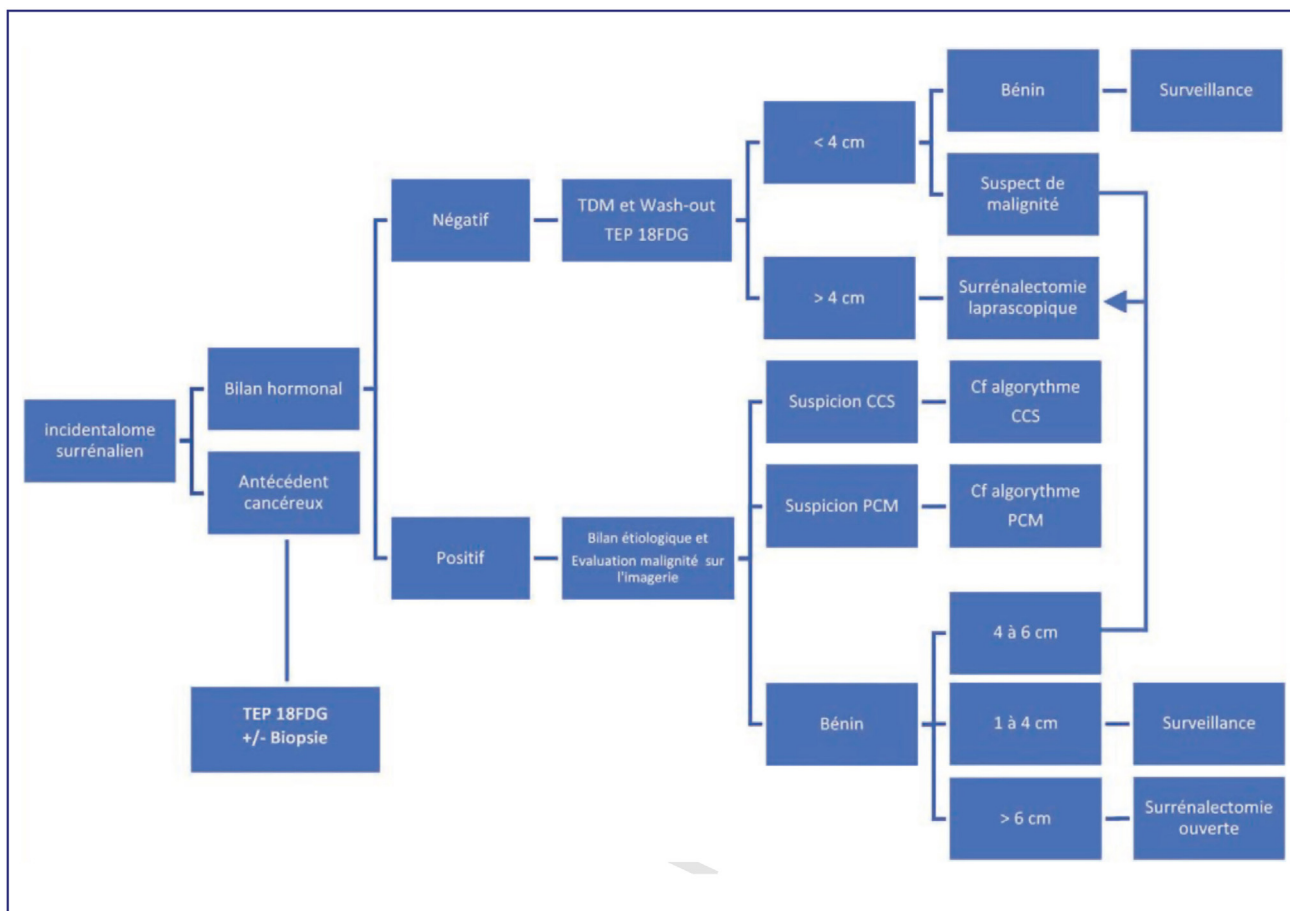 incidentalome
surrénalien
Bilan hormonal
Antécédent
cancéreux
TEP 18FDG
+/- Biopsie
Négatif
TDM et Wash-out
TEP 18FDG
< 4 cm
Bénin
Surveillance
Suspect de
malignité
> 4 cm
Surrénalectomie
laprascopique
Positif
Bilan étiologique et
Evaluation malignité sur
l'imagerie
Suspicion CCS
Cf algorythme
CCS
Suspicion PCM
Cf algorythme
PCM
Bénin
4 à 6 cm
1 à 4 cm
Surveillance
> 6 cm
Surrénalectomie
ouverte